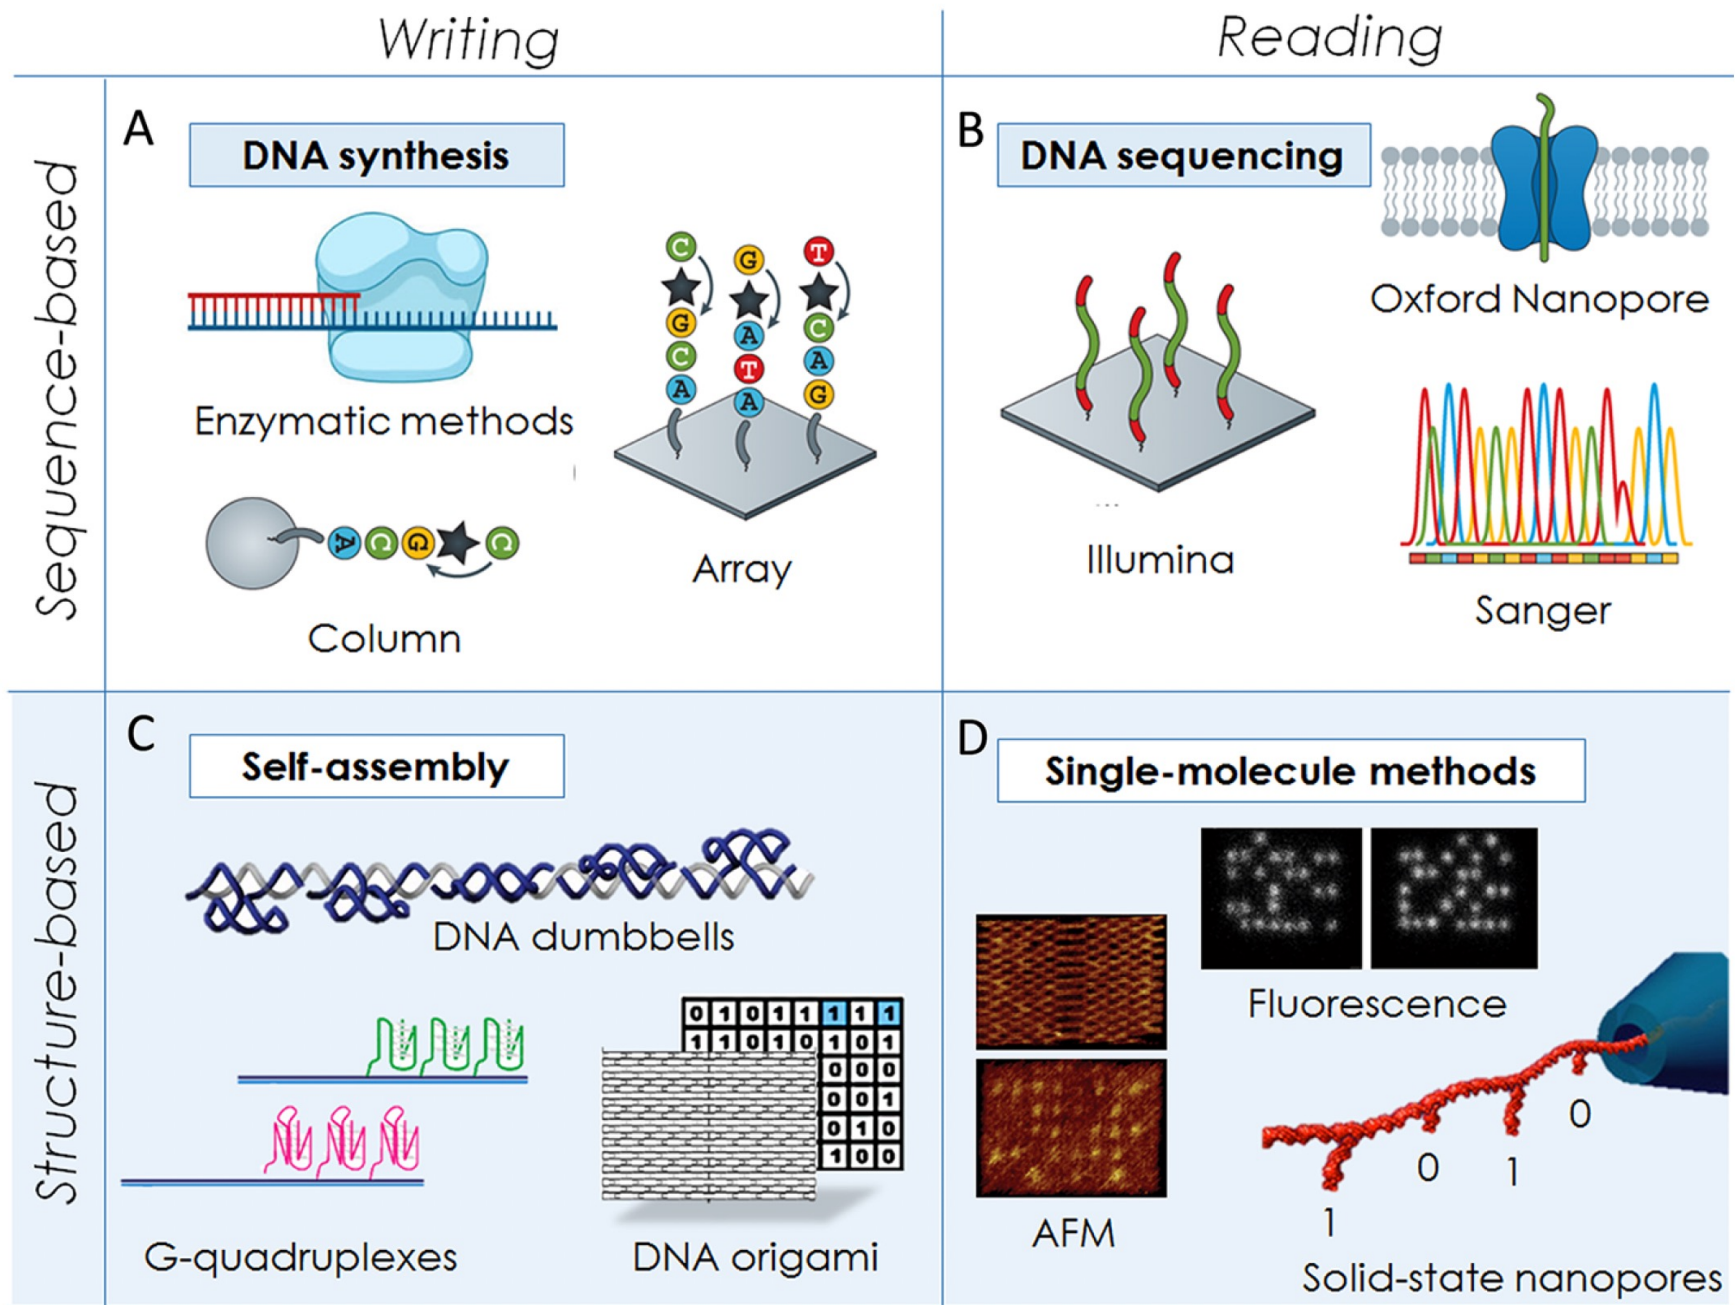 Writing
Reading
Sequence-based
A
DNA synthesis
Enzymatic methods
C
G
C
A
G
A
T
A
T
C
A
G
Array
A
C
G
C
Column
B
DNA sequencing
Oxford Nanopore
Illumina
Sanger
Structure-based
C
Self-assembly
DNA dumbbells
G-quadruplexes
0 1 0 1 1 1 1 1
1 1 0 1 0 1 0 1
0 0 0
0 0 1
0 1 0
1 0 0
DNA origami
D
Single-molecule methods
Fluorescence
AFM
1
0
1
0
Solid-state nanopores